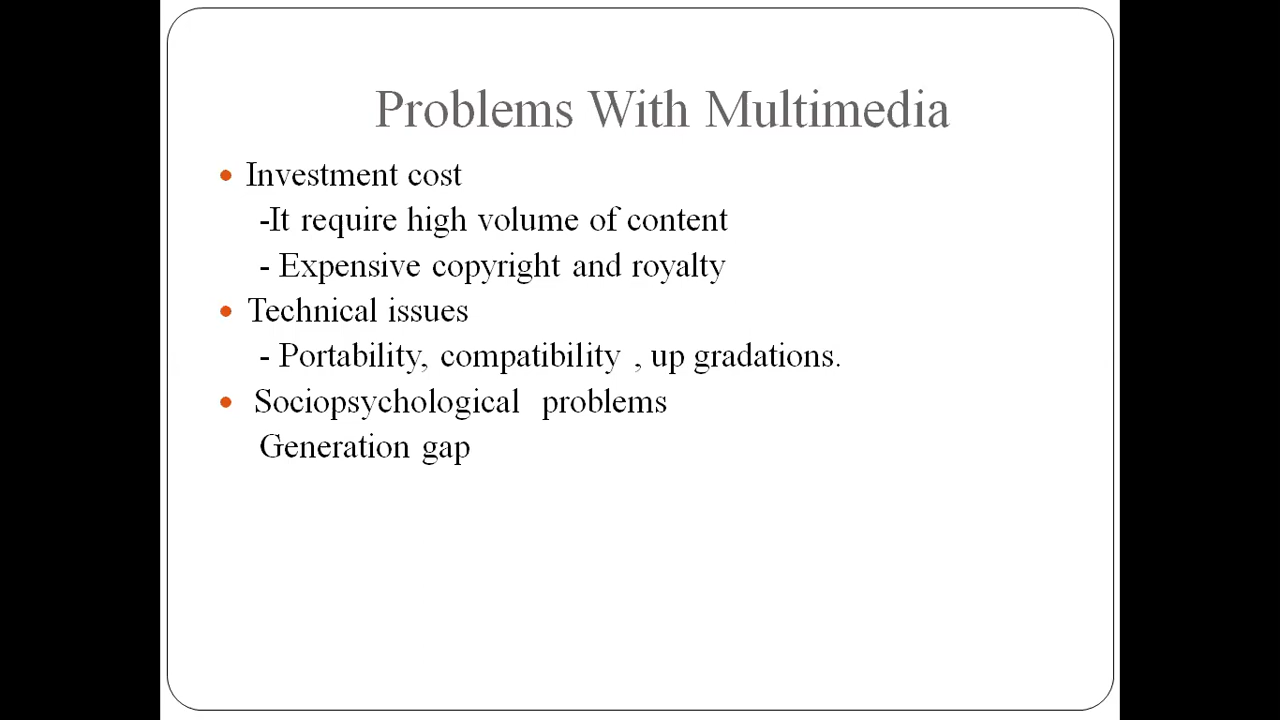 Problems With Multimedia
• Investment cost
-It require high volume of content
- Expensive copyright and royalty
• Technical issues
- Portability, compatibility , up gradations.
• Sociopsychological problems
Generation gap